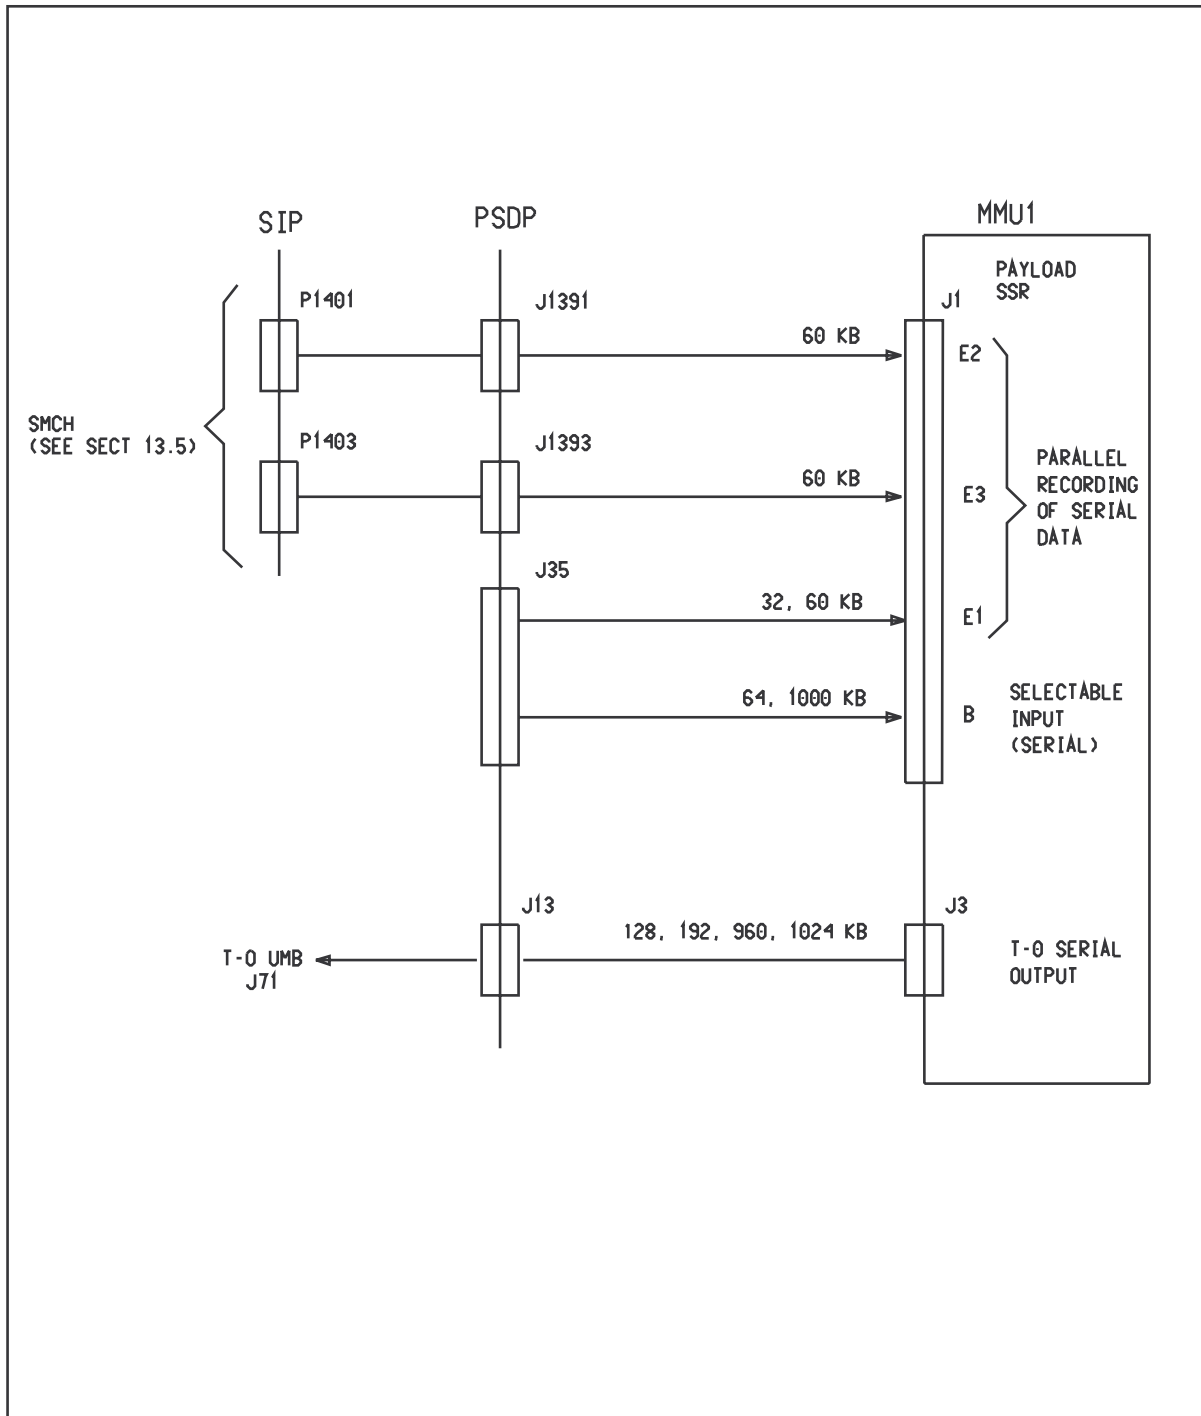 SIP
PSDP
MMU1
PAYLOAD
SSR
P1401
J1391
J1
60 KB
E2
SMCH
(SEE SECT 13.5)
P1403
J1393
60 KB
E3
PARALLEL
RECORDING
OF SERIAL
DATA
J35
32, 60 KB
E1
64, 1000 KB
B
SELECTABLE
INPUT
(SERIAL)
J13
J3
128, 192, 960, 1024 KB
T-0 UMB
J71
T-0 SERIAL
OUTPUT